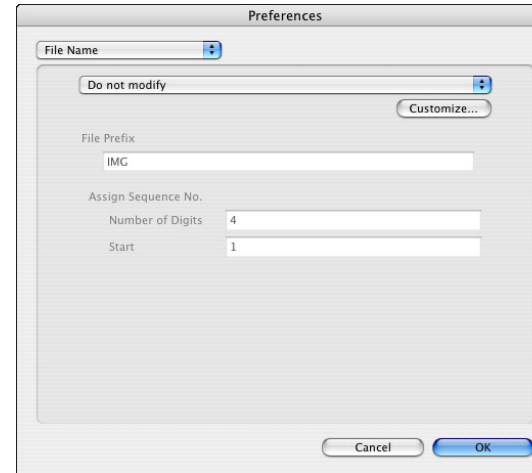 Preferences
File Name
Do not modify
Customize...
File Prefix
IMG
Assign Sequence No.
Number of Digits 4
Start 1
Cancel OK